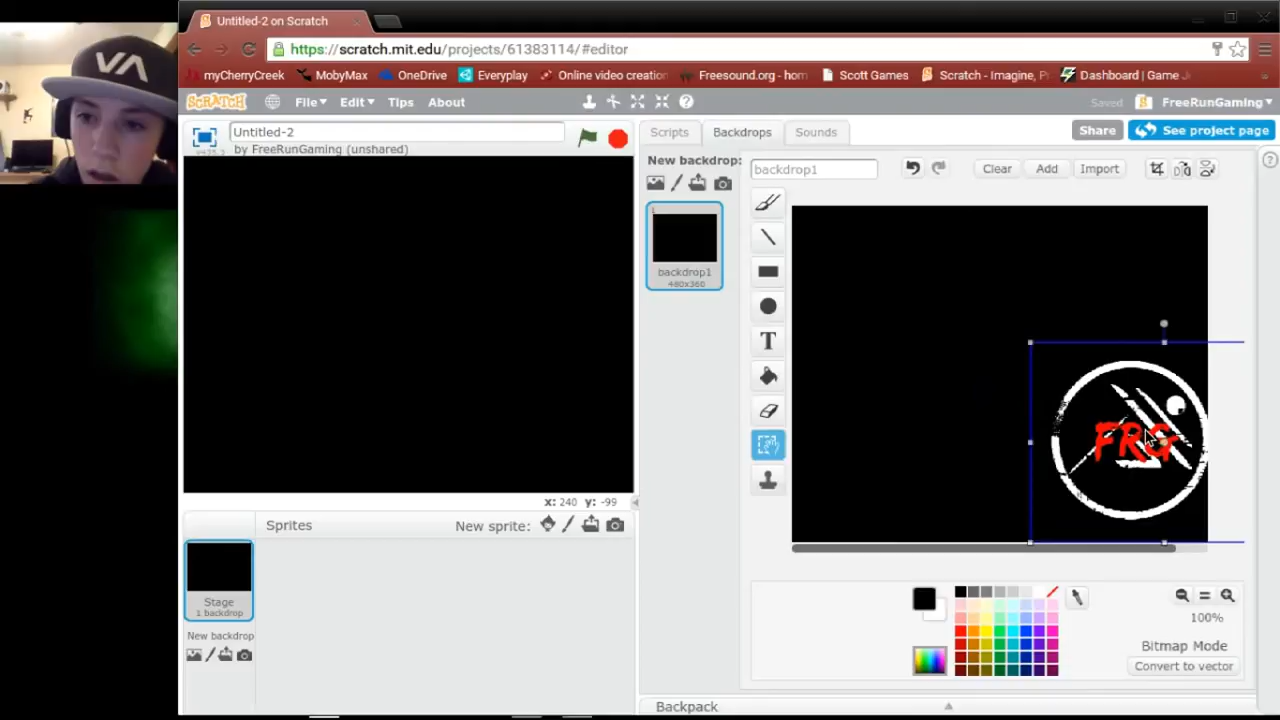 VA
Untitled-2 on Scratch
https://scratch.mit.edu/projects/61383114/#editor
myCherryCreek MobyMax OneDrive Everyplay Online video creation Freesound.org - hom Scott Games Scratch - Imagine, P Dashboard | Game J
SCRATCH File Edit Tips About Saved FreeRunGaming
Untitled-2
by FreeRunGaming (unshared)
Scripts Backdrops Sounds Share See project page
New backdrop:
backdrop1 Clear Add Import
1
backdrop1
480x360
T
FRG
x: 240 y: -99
Sprites New sprite:
Stage
1 backdrop
New backdrop
100%
Bitmap Mode
Convert to vector
Backpack